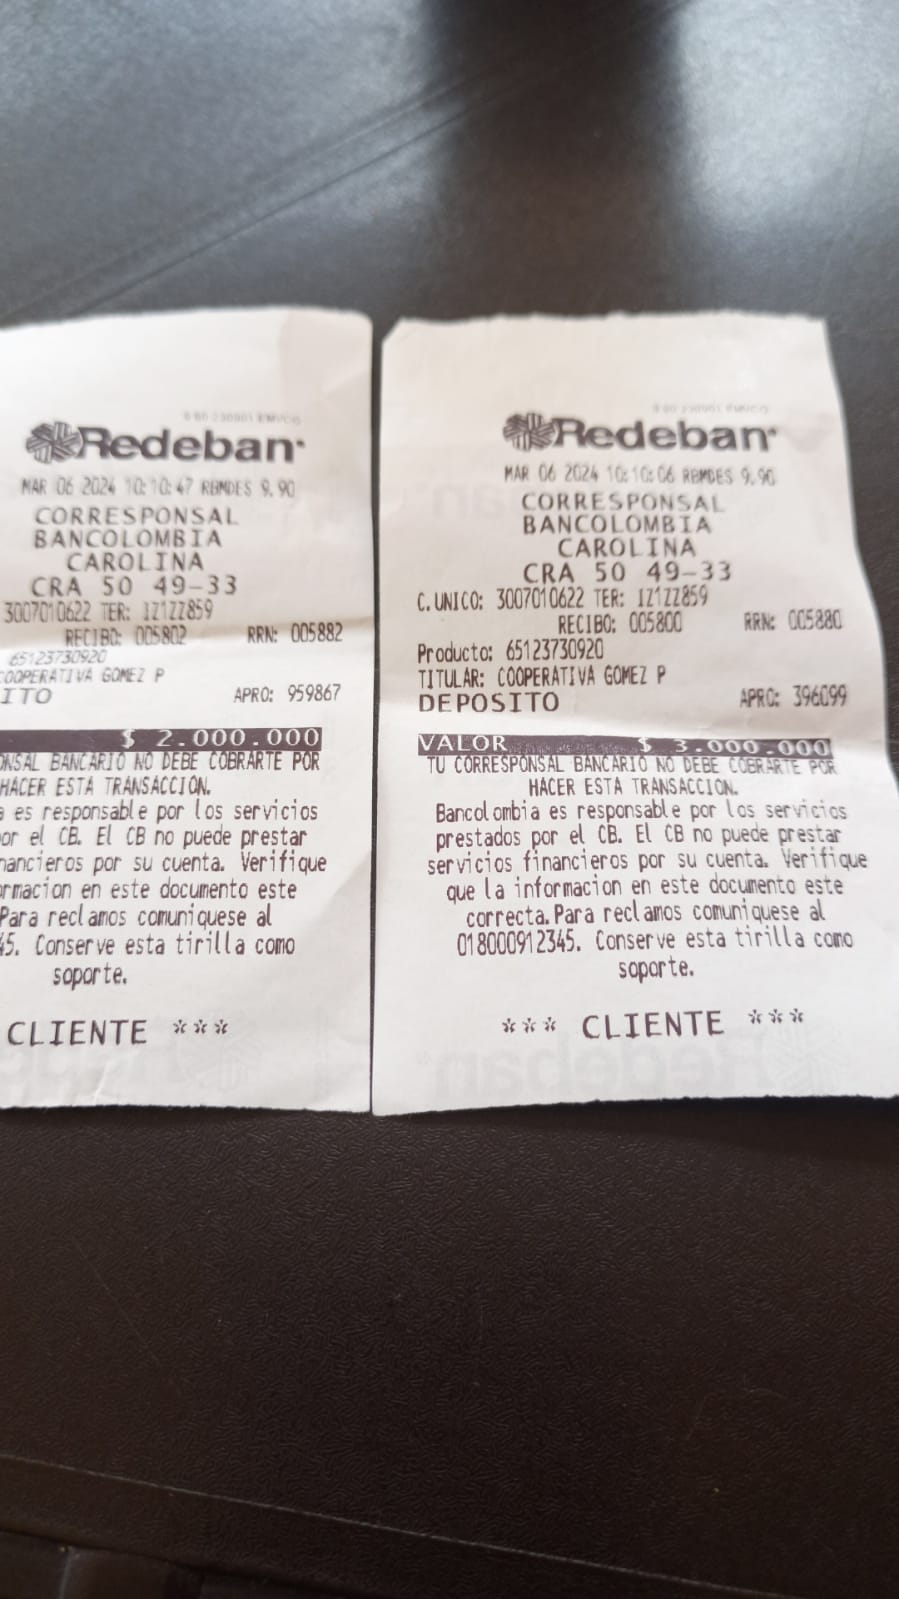 Redeban
MAR 06 2024 10:10:47 RBMDES 9.90
CORRESPONSAL
BANCOLOMBIA
CAROLINA
CRA 50 49-33
3007010622 TER: 1Z1ZZ859
RECIBO: 005802 RRN: 005882
65123730920
COOPERATIVA GOMEZ P
ITO APRO: 959867
$ 2.000.000
ONSAL BANCARIO NO DEBE COBRARTE POR
HACER ESTA TRANSACCION.
a es responsable por los servicios
por el CB. El CB no puede prestar
nancieros por su cuenta. Verifique
ormacion en este documento este
Para reclamos comuniquese al
45. Conserve esta tirilla como
soporte.
CLIENTE ***
Redeban
MAR 06 2024 10:10:06 RBMDES 9.90
CORRESPONSAL
BANCOLOMBIA
CAROLINA
CRA 50 49-33
C.UNICO: 3007010622 TER: 1Z1ZZ859
RECIBO: 005800 RRN: 005880
Producto: 65123730920
TITULAR: COOPERATIVA GOMEZ P
DEPOSITO APRO: 396099
VALOR $ 3.000.000
TU CORRESPONSAL BANCARIO NO DEBE COBRARTE POR
HACER ESTA TRANSACCION.
Bancolombia es responsable por los servicios
prestados por el CB. El CB no puede prestar
servicios financieros por su cuenta. Verifique
que la informacion en este documento este
correcta.Para reclamos comuniquese al
018000912345. Conserve esta tirilla como
soporte.
*** CLIENTE ***